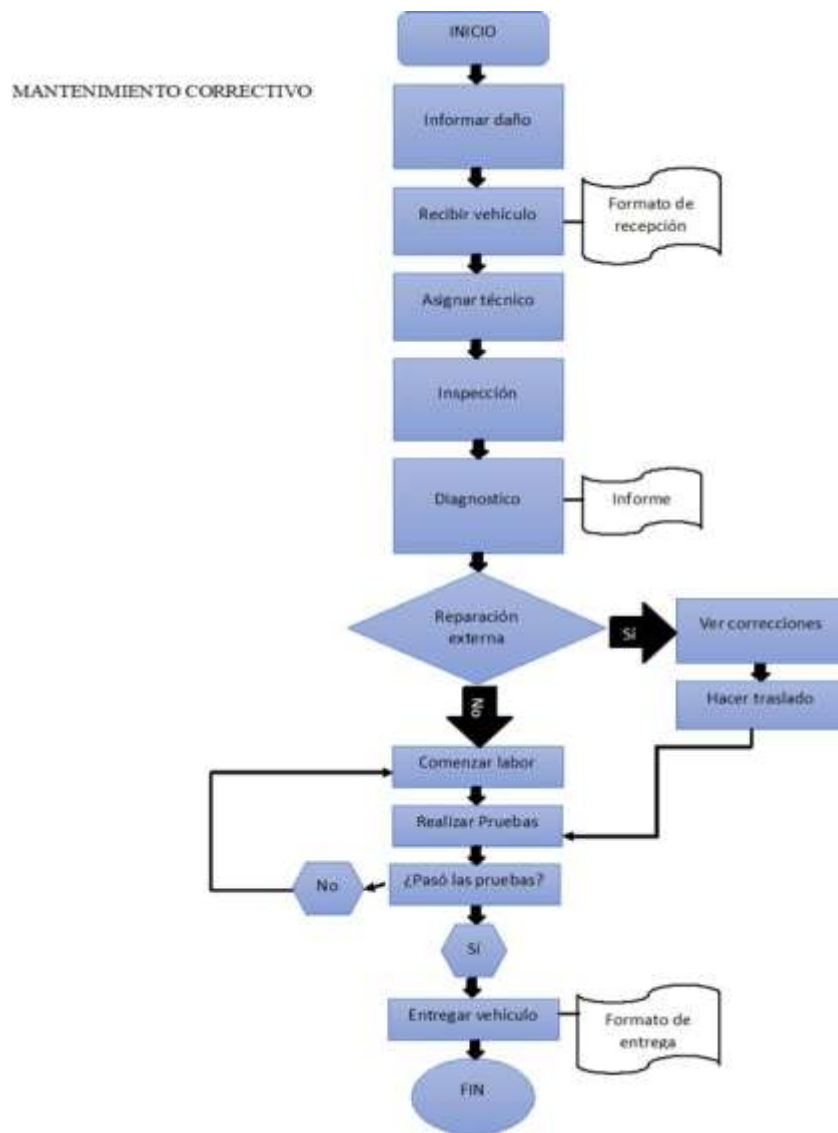 INICIO
MANTENIMIENTO CORRECTIVO
Informar daño
Recibir vehículo
Formato de
recepción
Asignar técnico
Inspección
Diagnostico
Informe
Reparación
externa
Sí
Ver correcciones
No
Hacer traslado
Comenzar labor
Realizar Pruebas
¿Pasó las pruebas?
No
Sí
Entregar vehículo
Formato de
entrega
FIN